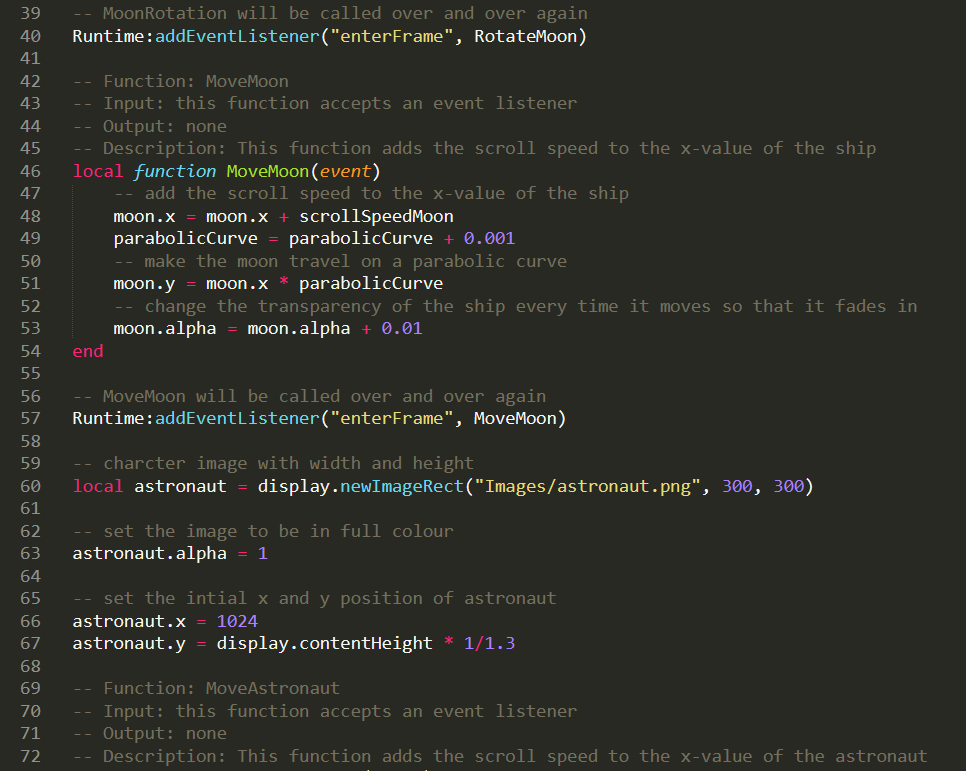 39 -- MoonRotation will be called over and over again
40 Runtime:addEventListener("enterFrame", RotateMoon)
41
42 -- Function: MoveMoon
43 -- Input: this function accepts an event listener
44 -- Output: none
45 -- Description: This function adds the scroll speed to the x-value of the ship
46 local function MoveMoon(event)
47 -- add the scroll speed to the x-value of the ship
48 moon.x = moon.x + scrollSpeedMoon
49 parabolicCurve = parabolicCurve + 0.001
50 -- make the moon travel on a parabolic curve
51 moon.y = moon.x * parabolicCurve
52 -- change the transparency of the ship every time it moves so that it fades in
53 moon.alpha = moon.alpha + 0.01
54 end
55
56 -- MoveMoon will be called over and over again
57 Runtime:addEventListener("enterFrame", MoveMoon)
58
59 -- charcter image with width and height
60 local astronaut = display.newImageRect("Images/astronaut.png", 300, 300)
61
62 -- set the image to be in full colour
63 astronaut.alpha = 1
64
65 -- set the intial x and y position of astronaut
66 astronaut.x = 1024
67 astronaut.y = display.contentHeight * 1/1.3
68
69 -- Function: MoveAstronaut
70 -- Input: this function accepts an event listener
71 -- Output: none
72 -- Description: This function adds the scroll speed to the x-value of the astronaut